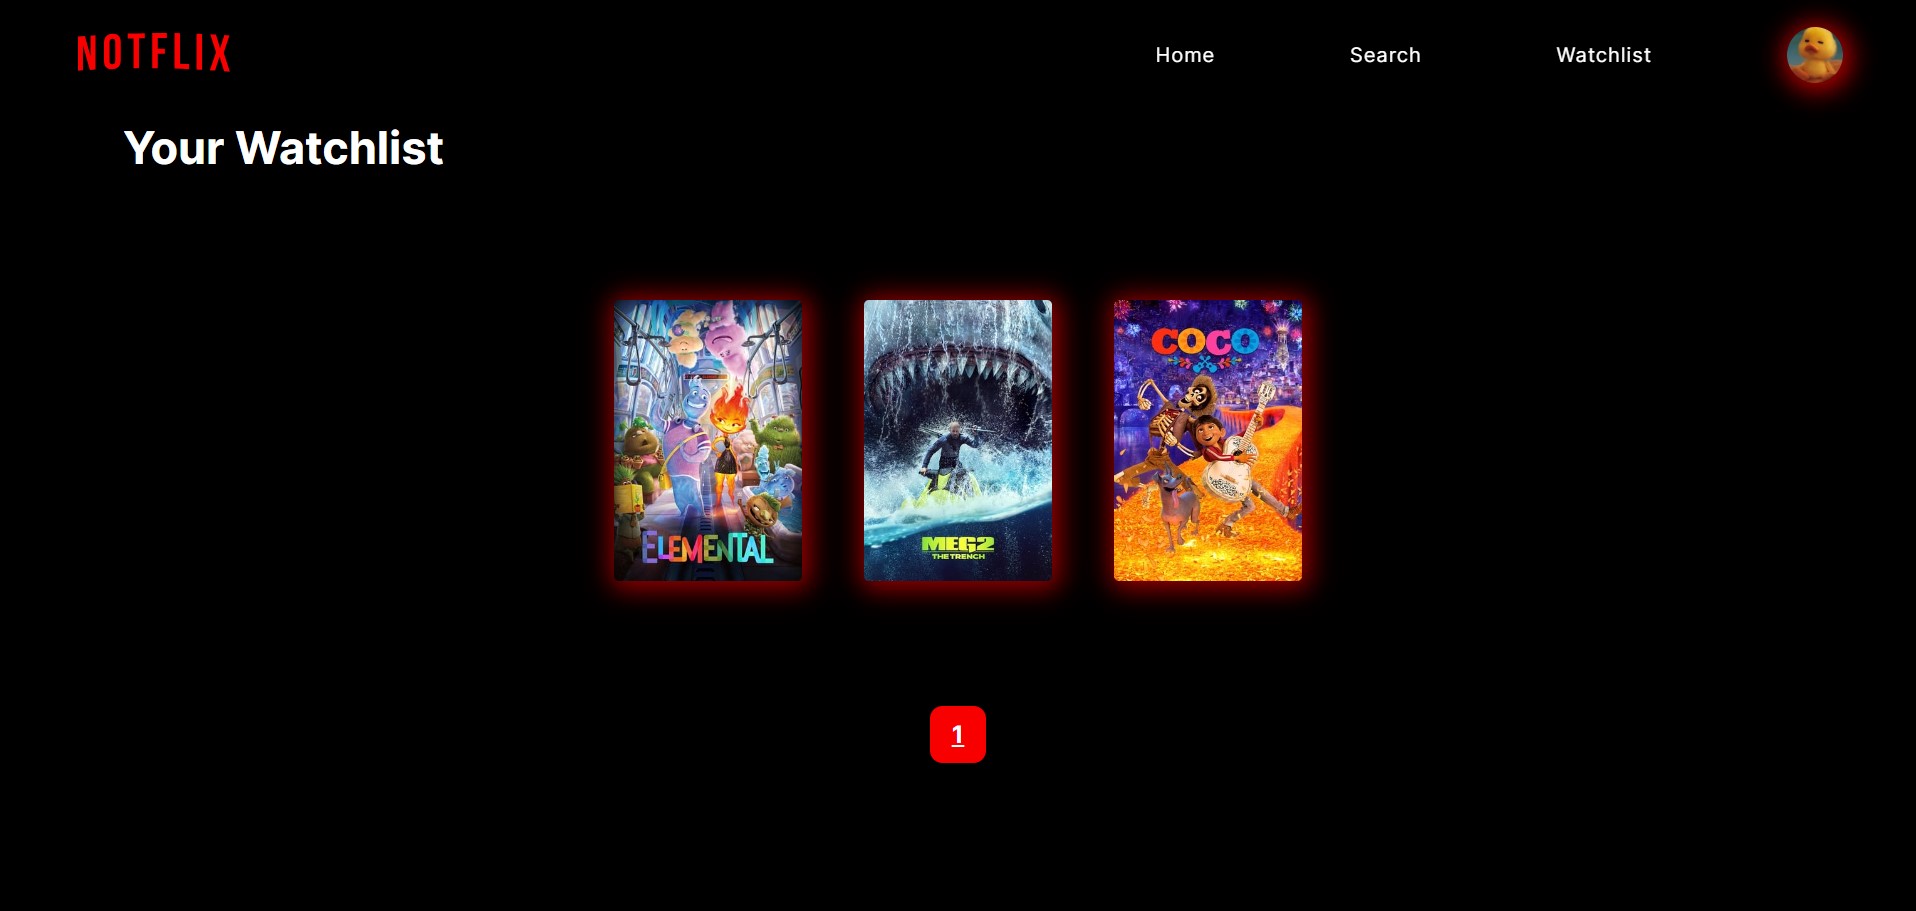 NOTFLIX
Home
Search
Watchlist
Your Watchlist
ELEMENTAL
MEG2
THE TRENCH
COCO
1